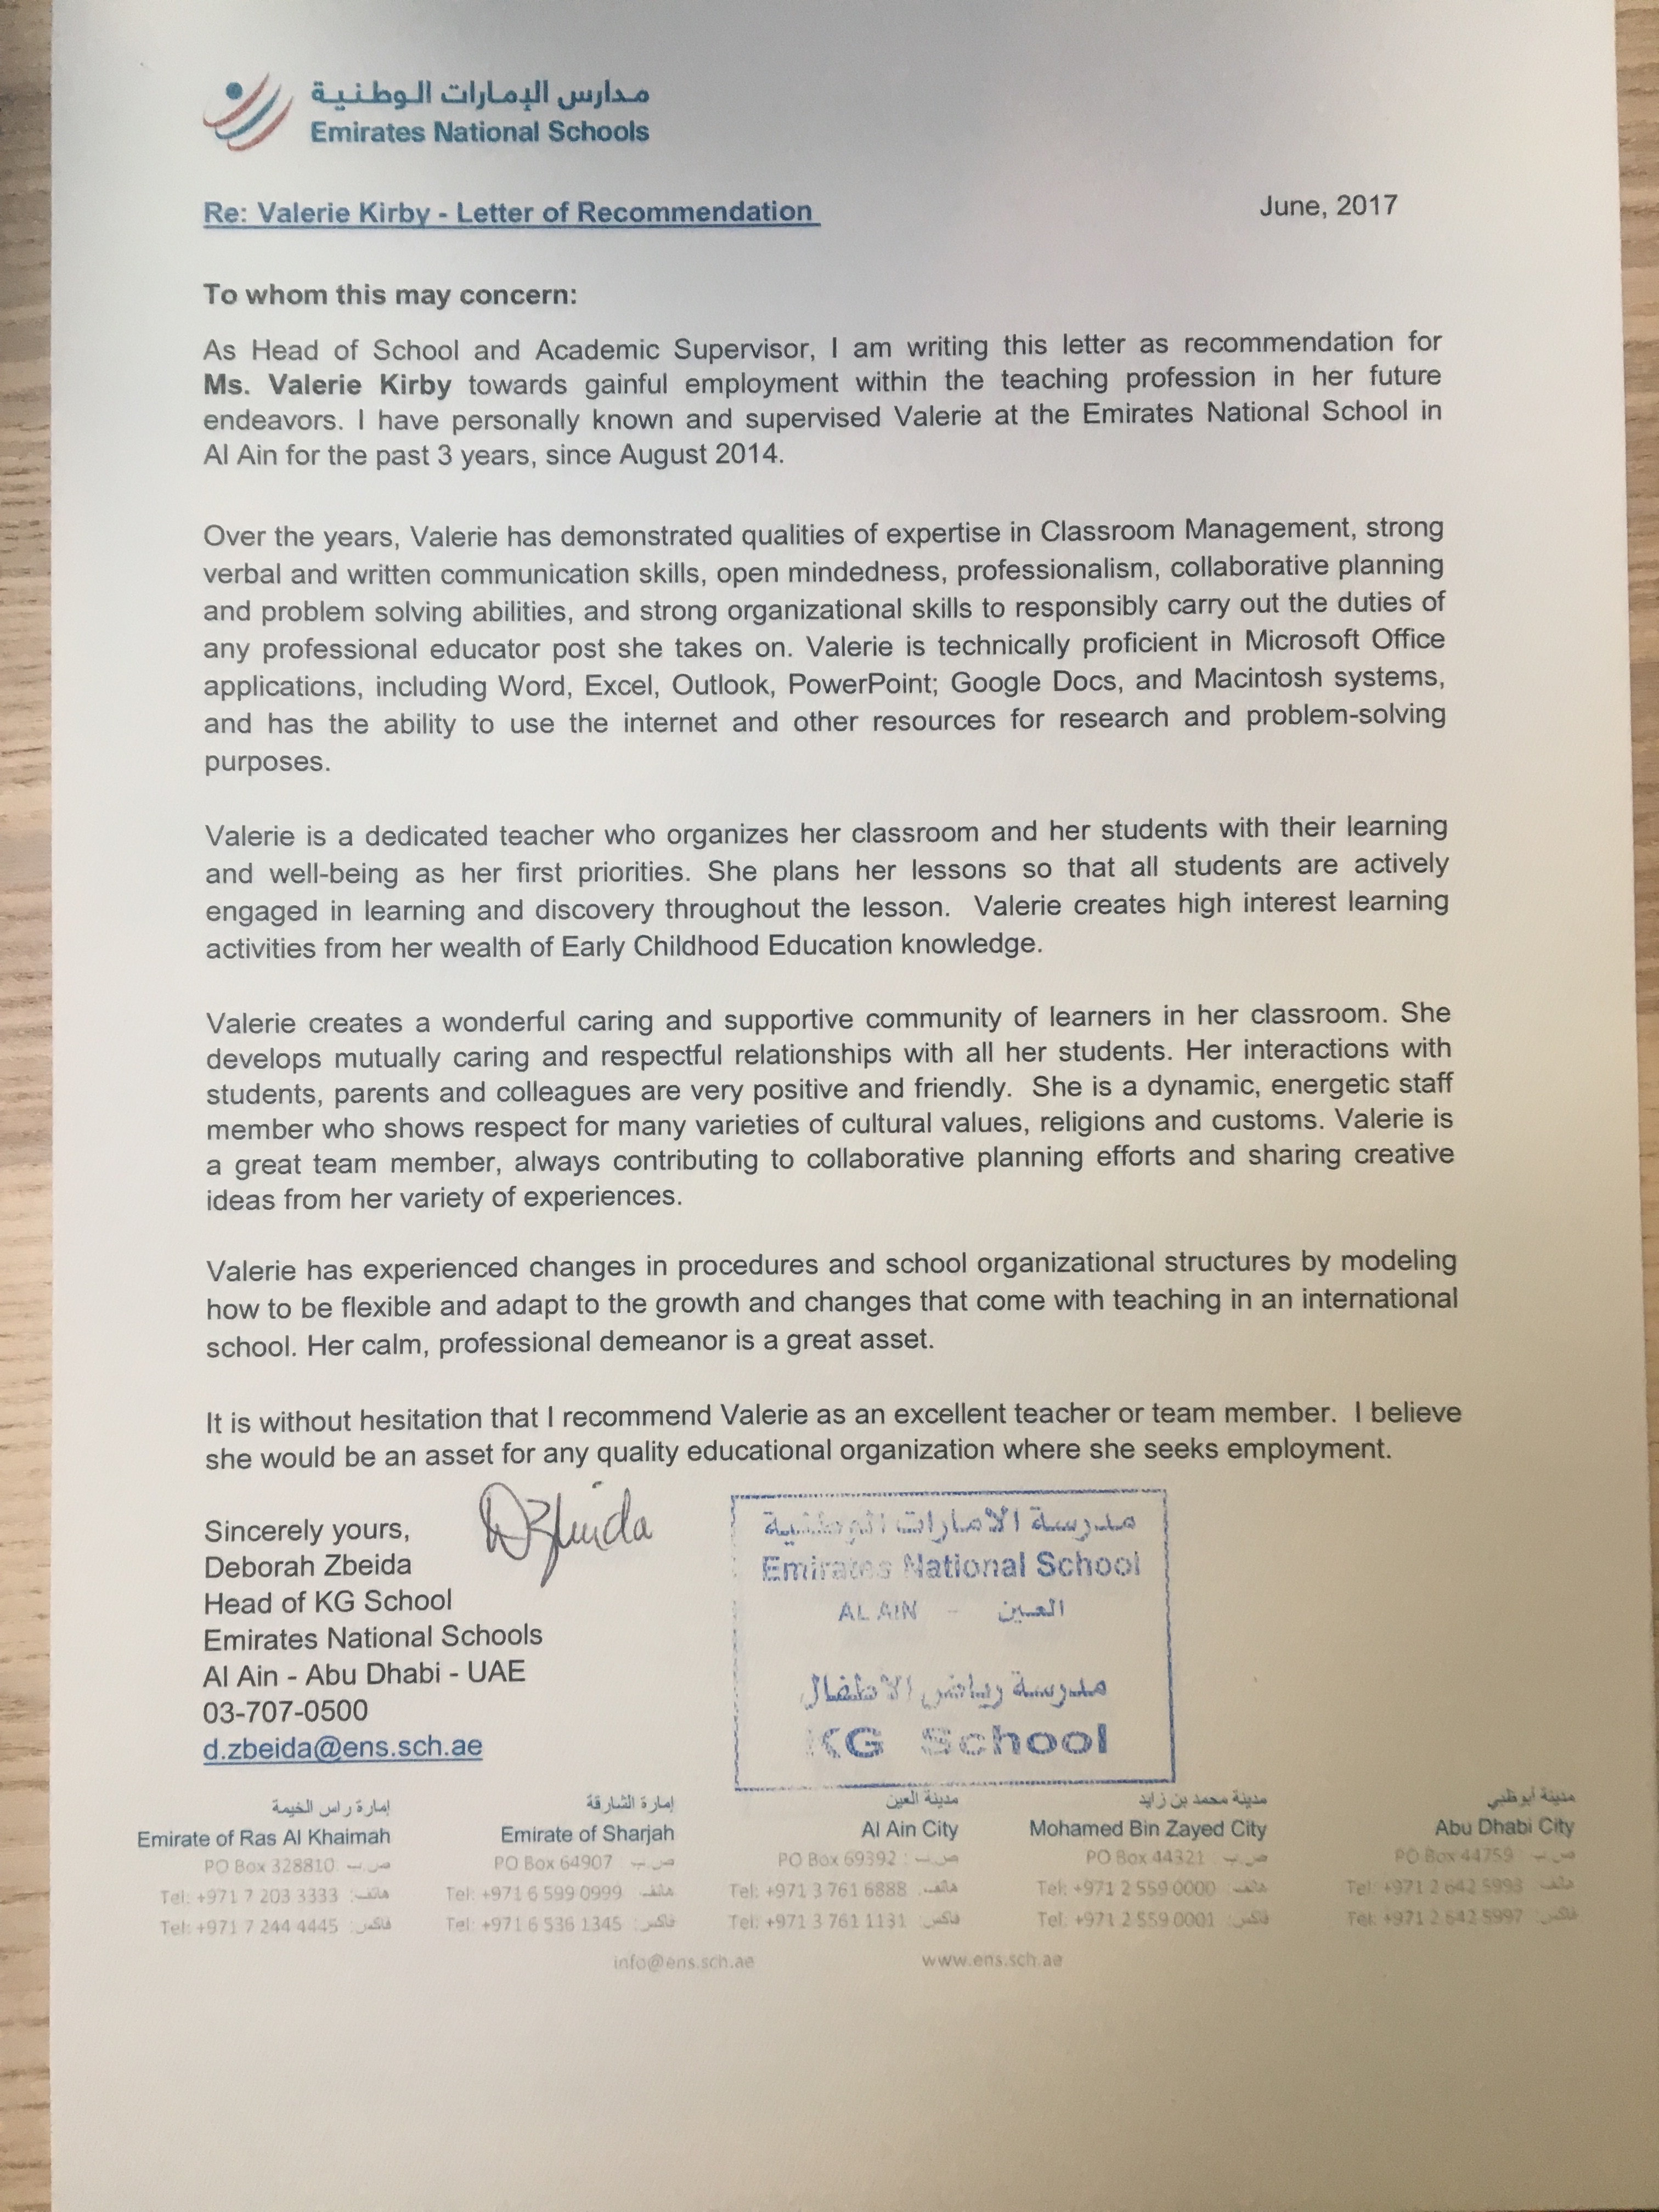 مدارس الإمارات الوطنية
Emirates National Schools
Re: Valerie Kirby - Letter of Recommendation
June, 2017
To whom this may concern:
As Head of School and Academic Supervisor, I am writing this letter as recommendation for
Ms. Valerie Kirby towards gainful employment within the teaching profession in her future
endeavors. I have personally known and supervised Valerie at the Emirates National School in
Al Ain for the past 3 years, since August 2014.
Over the years, Valerie has demonstrated qualities of expertise in Classroom Management, strong
verbal and written communication skills, open mindedness, professionalism, collaborative planning
and problem solving abilities, and strong organizational skills to responsibly carry out the duties of
any professional educator post she takes on. Valerie is technically proficient in Microsoft Office
applications, including Word, Excel, Outlook, PowerPoint; Google Docs, and Macintosh systems,
and has the ability to use the internet and other resources for research and problem-solving
purposes.
Valerie is a dedicated teacher who organizes her classroom and her students with their learning
and well-being as her first priorities. She plans her lessons so that all students are actively
engaged in learning and discovery throughout the lesson. Valerie creates high interest learning
activities from her wealth of Early Childhood Education knowledge.
Valerie creates a wonderful caring and supportive community of learners in her classroom. She
develops mutually caring and respectful relationships with all her students. Her interactions with
students, parents and colleagues are very positive and friendly. She is a dynamic, energetic staff
member who shows respect for many varieties of cultural values, religions and customs. Valerie is
a great team member, always contributing to collaborative planning efforts and sharing creative
ideas from her variety of experiences.
Valerie has experienced changes in procedures and school organizational structures by modeling
how to be flexible and adapt to the growth and changes that come with teaching in an international
school. Her calm, professional demeanor is a great asset.
It is without hesitation that I recommend Valerie as an excellent teacher or team member. I believe
she would be an asset for any quality educational organization where she seeks employment.
Sincerely yours,
DZbeida
Deborah Zbeida
Head of KG School
Emirates National Schools
Al Ain - Abu Dhabi - UAE
03-707-0500
d.zbeida@ens.sch.ae
مدرسة الامارات الوطنية
Emirates National School
AL AIN - العين
مدرسة رياض الاطفال
KG School
إمارة راس الخيمة
Emirate of Ras Al Khaimah
PO Box 328810 ص.ب
Tel: +971 7 203 3333 هاتف:
Tel: +971 7 244 4445 فاكس:
إمارة الشارقة
Emirate of Sharjah
PO Box 64907 ص.ب
Tel: +971 6 599 0999 هاتف
Tel: +971 6 536 1345 فاكس:
مدينة العين
Al Ain City
PO Box 69392 ص.ب:
Tel: +971 3 761 6888 هاتف
Tel: +971 3 761 1131 فاكس
مدينة محمد بن زايد
Mohamed Bin Zayed City
PO Box 44321 ص.ب
Tel: +971 2 559 0000 هاتف:
Tel: +971 2 559 0001 فاكس:
مدينة أبوظبي
Abu Dhabi City
PO Box 44759 ص.ب
Tel: +971 2 642 5993 هاتف
Tel: +971 2 642 5997 فاكس:
info@ens.sch.ae
www.ens.sch.ae